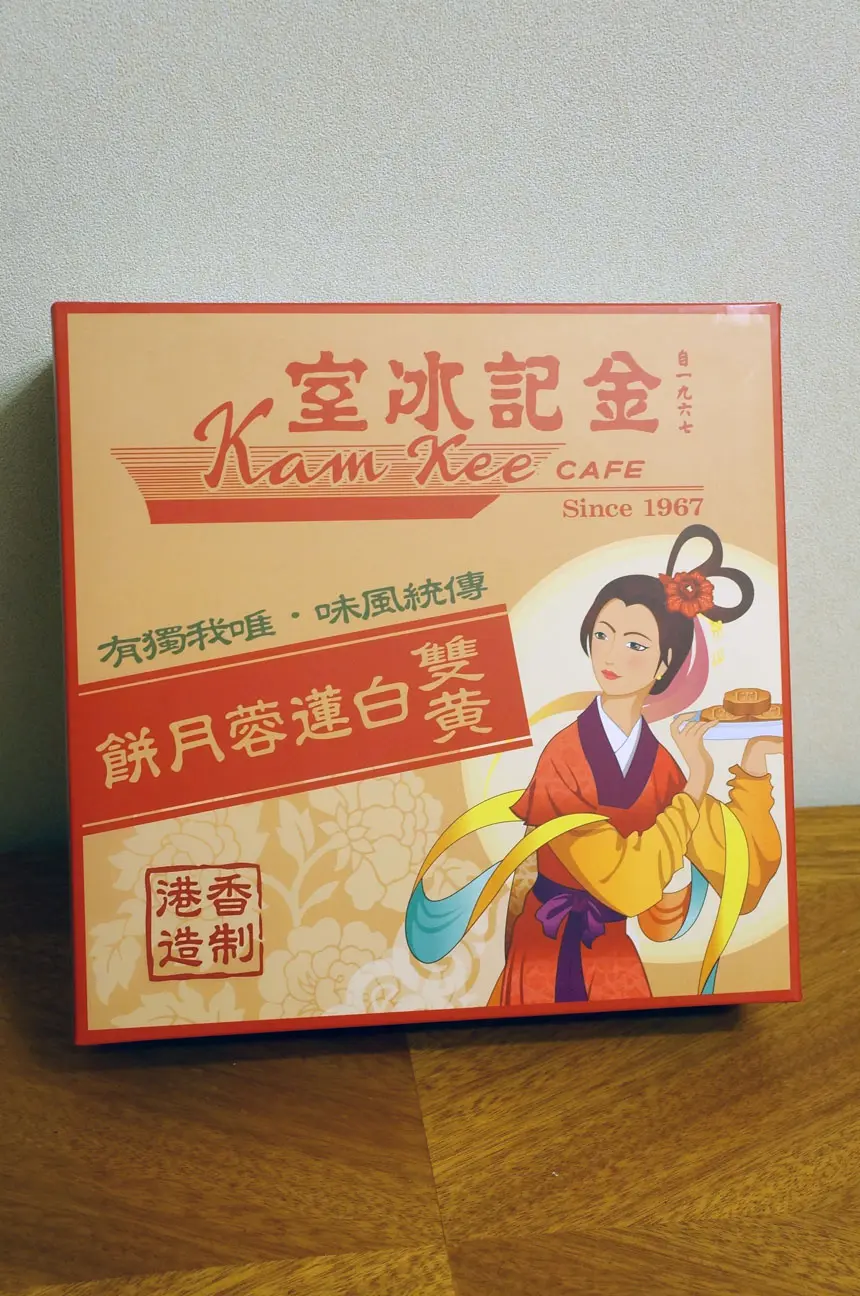 金記冰室
自一九六七
Kam Kee CAFE
Since 1967
傳統風味·唯我獨有
雙黄白蓮蓉月餅
香港
制造